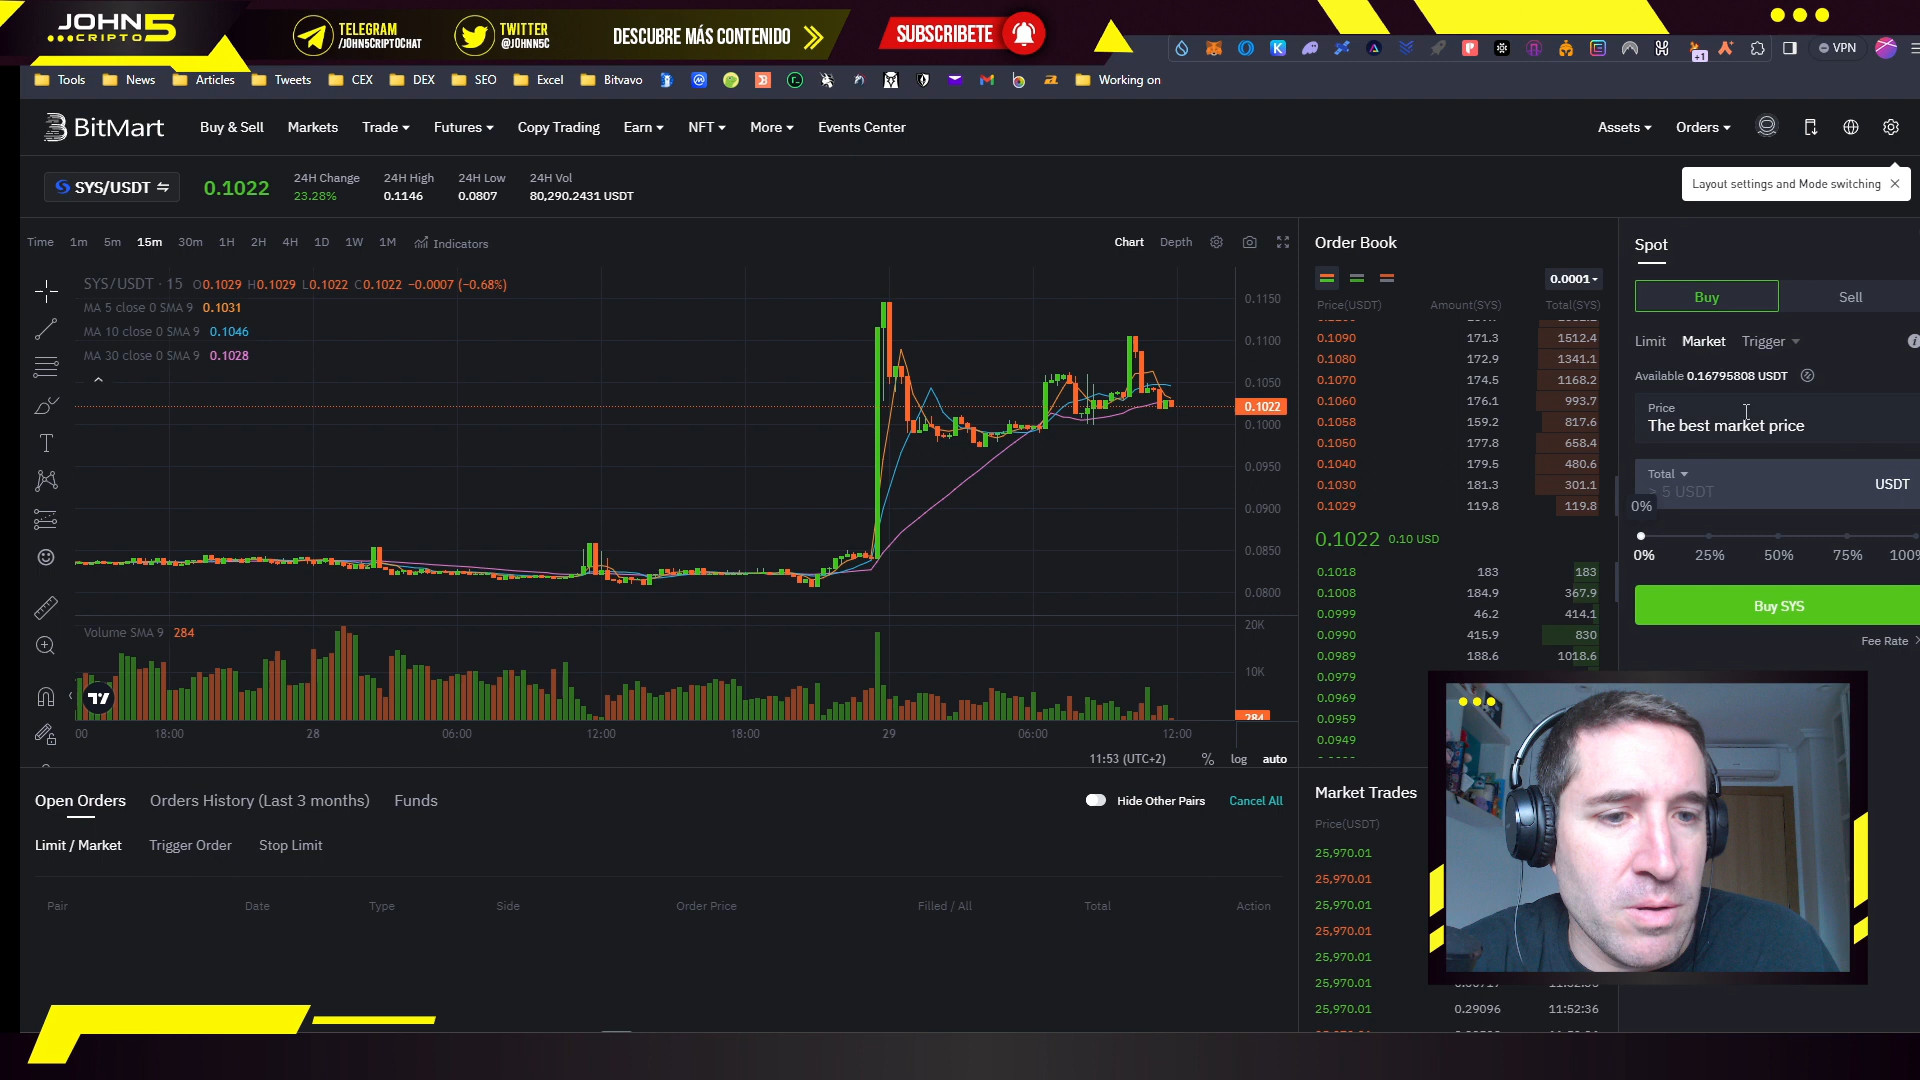 JOHN5
CRIPTO
TELEGRAM
/JOHN5CRIPTOCHAT
TWITTER
@J0HNN5C
DESCUBRE MÁS CONTENIDO
SUBSCRIBETE
+1
VPN
Tools
News
Articles
Tweets
CEX
DEX
SEO
Excel
Bitvavo
Working on
BitMart
Buy & Sell
Markets
Trade
Futures
Copy Trading
Earn
NFT
More
Events Center
Assets
Orders
SYS/USDT
0.1022
24H Change
23.28%
24H High
0.1146
24H Low
0.0807
24H Vol
80,290.2431 USDT
Layout settings and Mode switching
Time
1m
5m
15m
30m
1H
2H
4H
1D
1W
1M
Indicators
Chart
Depth
SYS/USDT · 15 O0.1029 H0.1029 L0.1022 C0.1022 −0.0007 (−0.68%)
MA 5 close 0 SMA 9 0.1031
MA 10 close 0 SMA 9 0.1046
MA 30 close 0 SMA 9 0.1028
0.1150
0.1100
0.1050
0.1022
0.1000
0.0950
0.0900
0.0850
0.0800
Volume SMA 9 284
20K
10K
284
00
18:00
28
06:00
12:00
18:00
29
06:00
12:00
11:53 (UTC+2)
%
log
auto
Order Book
0.0001
Price(USDT) Amount(SYS) Total(SYS)
0.1090 171.3 1512.4
0.1080 172.9 1341.1
0.1070 174.5 1168.2
0.1060 176.1 993.7
0.1058 159.2 817.6
0.1050 177.8 658.4
0.1040 179.5 480.6
0.1030 181.3 301.1
0.1029 119.8 119.8
0.1022 0.10 USD
0.1018 183 183
0.1008 184.9 367.9
0.0999 46.2 414.1
0.0990 415.9 830
0.0989 188.6 1018.6
0.0979
0.0969
0.0959
0.0949
Spot
Buy
Sell
Limit
Market
Trigger
Available 0.16795808 USDT
Price
The best market price
Total
> 5 USDT
USDT
0%
0%
25%
50%
75%
100%
Buy SYS
Fee Rate
Open Orders
Orders History (Last 3 months)
Funds
Hide Other Pairs
Cancel All
Limit / Market
Trigger Order
Stop Limit
Pair
Date
Type
Side
Order Price
Filled / All
Total
Action
Market Trades
Price(USDT)
25,970.01
25,970.01
25,970.01
25,970.01
25,970.01
25,970.01
25,970.01 0.29096 11:52:36